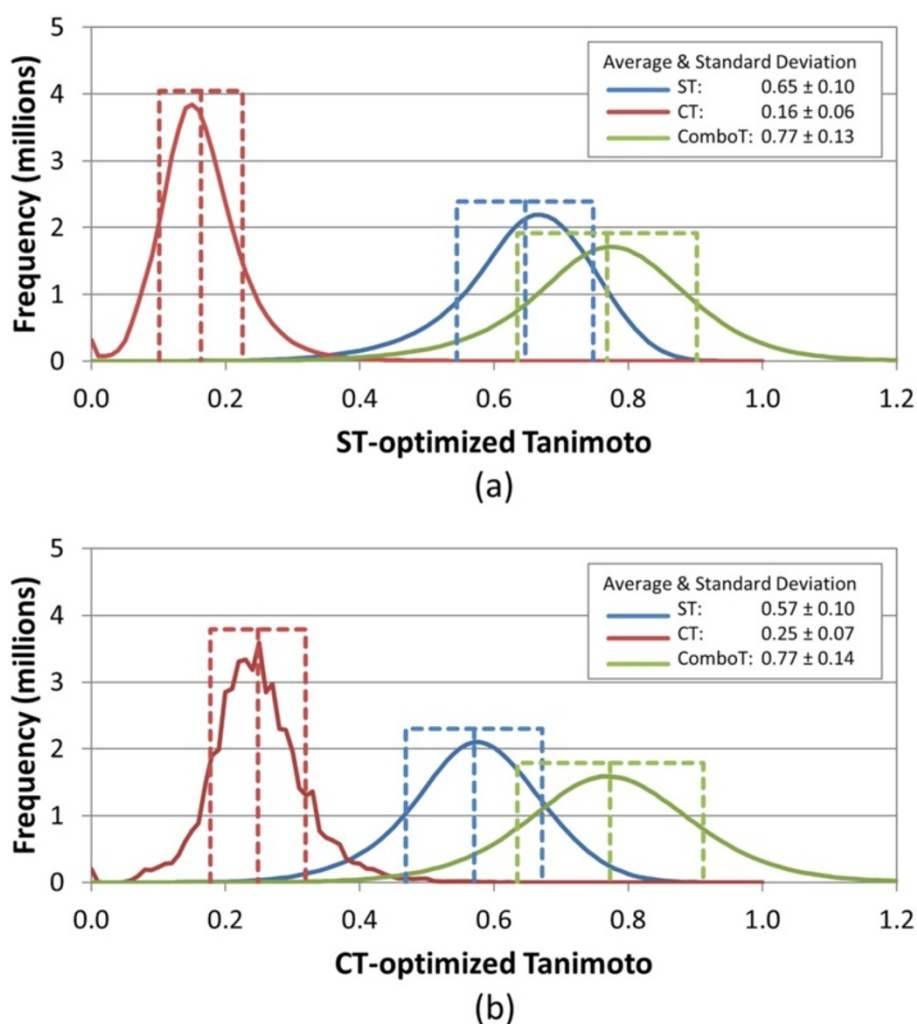 Frequency (millions)
5
4
3
2
1
0
Average & Standard Deviation
ST: 0.65 ± 0.10
CT: 0.16 ± 0.06
ComboT: 0.77 ± 0.13
0.0 0.2 0.4 0.6 0.8 1.0 1.2
ST-optimized Tanimoto
(a)
Frequency (millions)
5
4
3
2
1
0
Average & Standard Deviation
ST: 0.57 ± 0.10
CT: 0.25 ± 0.07
ComboT: 0.77 ± 0.14
0.0 0.2 0.4 0.6 0.8 1.0 1.2
CT-optimized Tanimoto
(b)